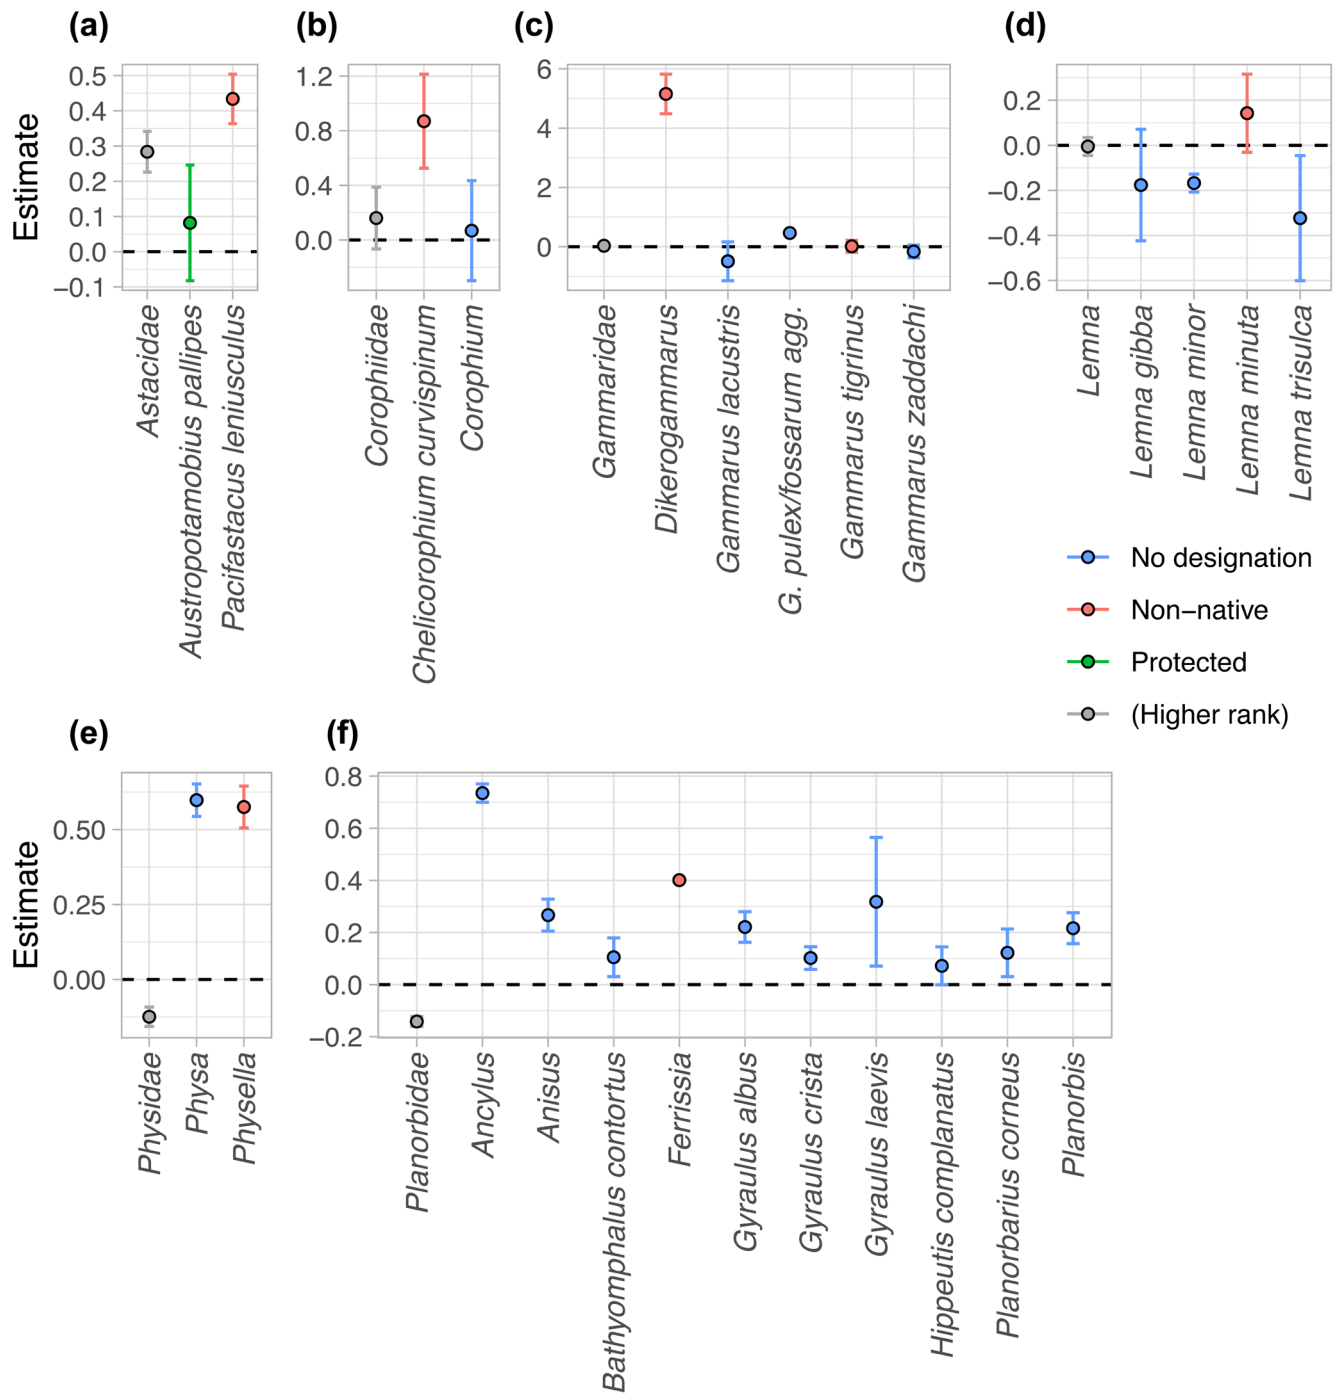 (a)
(b)
(c)
(d)
Estimate
0.5
0.4
0.3
0.2
0.1
0.0
−0.1
Astacidae
Austropotamobius pallipes
Pacifastacus leniusculus
1.2
0.8
0.4
0.0
Corophiidae
Chelicorophium curvispinum
Corophium
6
4
2
0
Gammaridae
Dikerogammarus
Gammarus lacustris
G. pulex/fossarum agg.
Gammarus tigrinus
Gammarus zaddachi
0.2
0.0
−0.2
−0.4
−0.6
Lemna
Lemna gibba
Lemna minor
Lemna minuta
Lemna trisulca
No designation
Non−native
Protected
(Higher rank)
(e)
(f)
Estimate
0.50
0.25
0.00
Physidae
Physa
Physella
0.8
0.6
0.4
0.2
0.0
−0.2
Planorbidae
Ancylus
Anisus
Bathyomphalus contortus
Ferrissia
Gyraulus albus
Gyraulus crista
Gyraulus laevis
Hippeutis complanatus
Planorbarius corneus
Planorbis